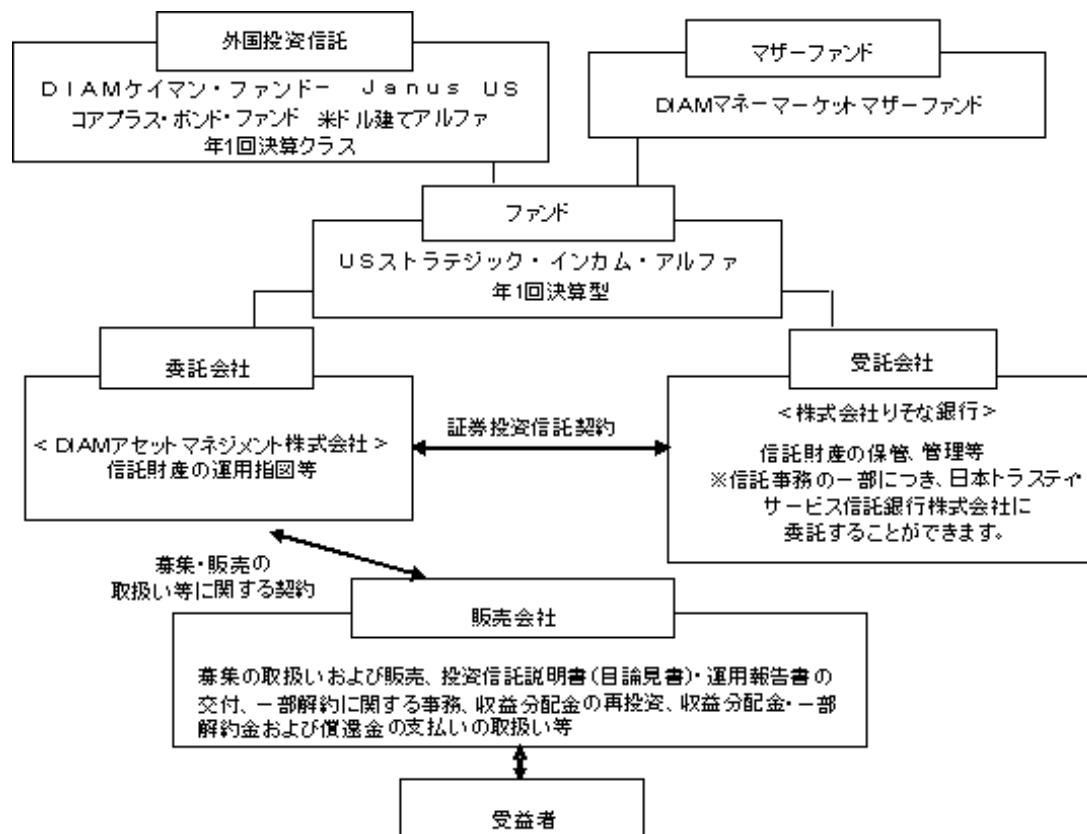 外国投資信託
DIAMケイマン・ファンドー Janus US
コアプラス・ボンド・ファンド 米ドル建てアルファ
年1回決算クラス
マザーファンド
DIAMマネーマーケットマザーファンド
ファンド
USストラテジック・インカム・アルファ
年1回決算型
委託会社
<DIAMアセットマネジメント株式会社>
信託財産の運用指図等
証券投資信託契約
受託会社
<株式会社りそな銀行>
信託財産の保管、管理等
※信託事務の一部につき、日本トラスティ・
サービス信託銀行株式会社に
委託することができます。
募集・販売の
取扱い等に関する契約
販売会社
募集の取扱いおよび販売、投資信託説明書(目論見書)・運用報告書の
交付、一部解約に関する事務、収益分配金の再投資、収益分配金・一部
解約金および償還金の支払いの取扱い等
受益者